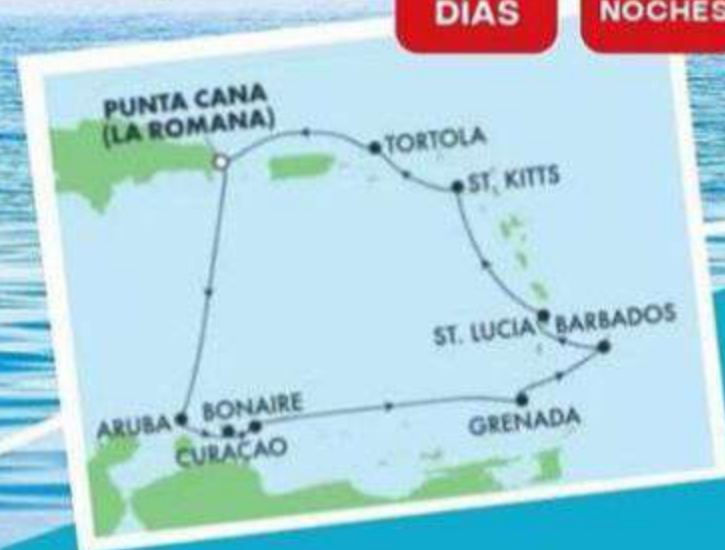 DIAS
NOCHES
PUNTA CANA
(LA ROMANA)
TORTOLA
ST. KITTS
ST. LUCIA
BARBADOS
ARUBA
BONAIRE
CURAÇAO
GRENADA